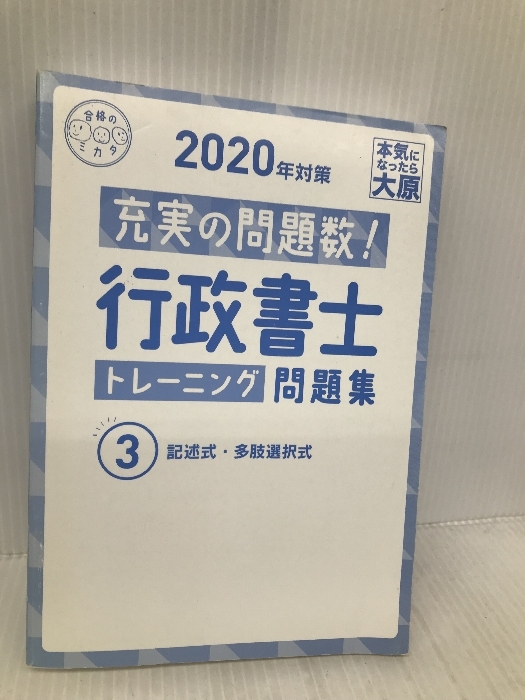 合格の
ミカタ
2020年対策
本気に
なったら
大原
充実の問題数!
行政書士
トレーニング 問題集
3 記述式・多肢選択式